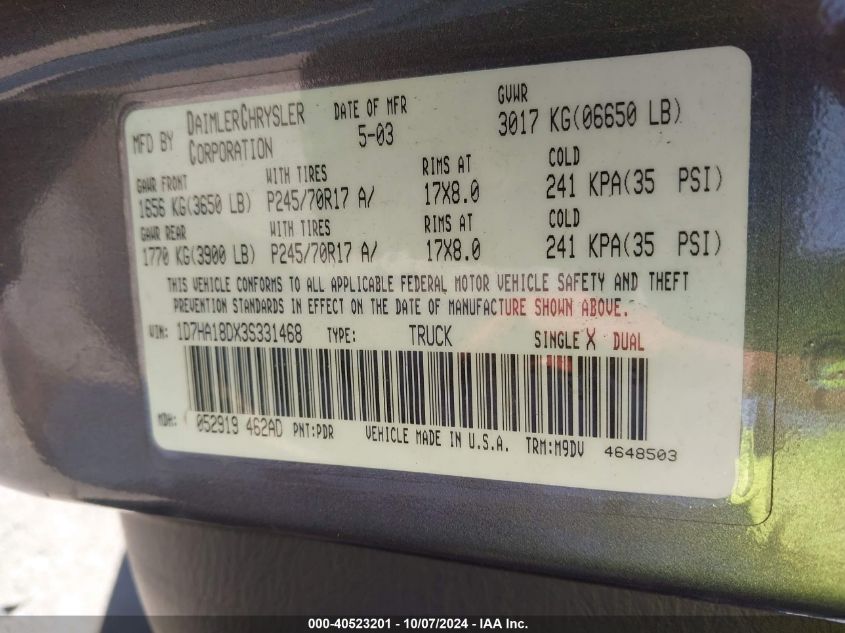 MFD BY DAIMLERCHRYSLER CORPORATION DATE OF MFR 5-03 GVWR 3017 KG(06650 LB)
GAWR FRONT WITH TIRES RIMS AT COLD
1656 KG(3650 LB) P245/70R17 A/ 17X8.0 241 KPA(35 PSI)
GAWR REAR WITH TIRES RIMS AT COLD
1770 KG(3900 LB) P245/70R17 A/ 17X8.0 241 KPA(35 PSI)
THIS VEHICLE CONFORMS TO ALL APPLICABLE FEDERAL MOTOR VEHICLE SAFETY AND THEFT
PREVENTION STANDARDS IN EFFECT ON THE DATE OF MANUFACTURE SHOWN ABOVE.
VIN: 1D7HA18DX3S331468 TYPE: TRUCK SINGLE X DUAL
MDH: 052919 462AD PNT:PDR VEHICLE MADE IN U.S.A. TRM:M9DV 4648503
000-40523201 - 10/07/2024 - IAA Inc.